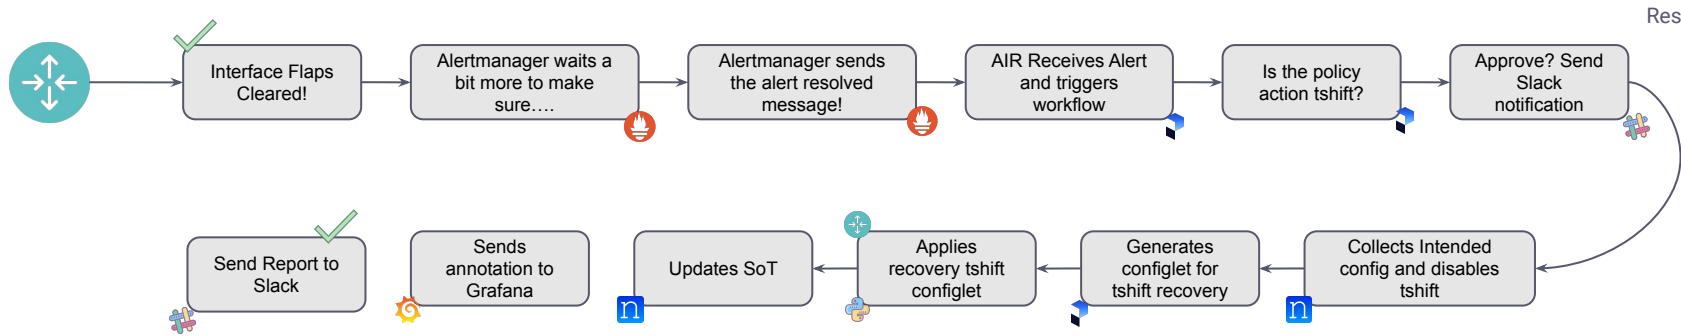 Res
Interface Flaps
Cleared!
Alertmanager waits a
bit more to make
sure....
Alertmanager sends
the alert resolved
message!
AIR Receives Alert
and triggers
workflow
Is the policy
action tshift?
Approve? Send
Slack
notification
Send Report to
Slack
Sends
annotation to
Grafana
Updates SoT
Applies
recovery tshift
configlet
Generates
configlet for
tshift recovery
Collects Intended
config and disables
tshift
n
n